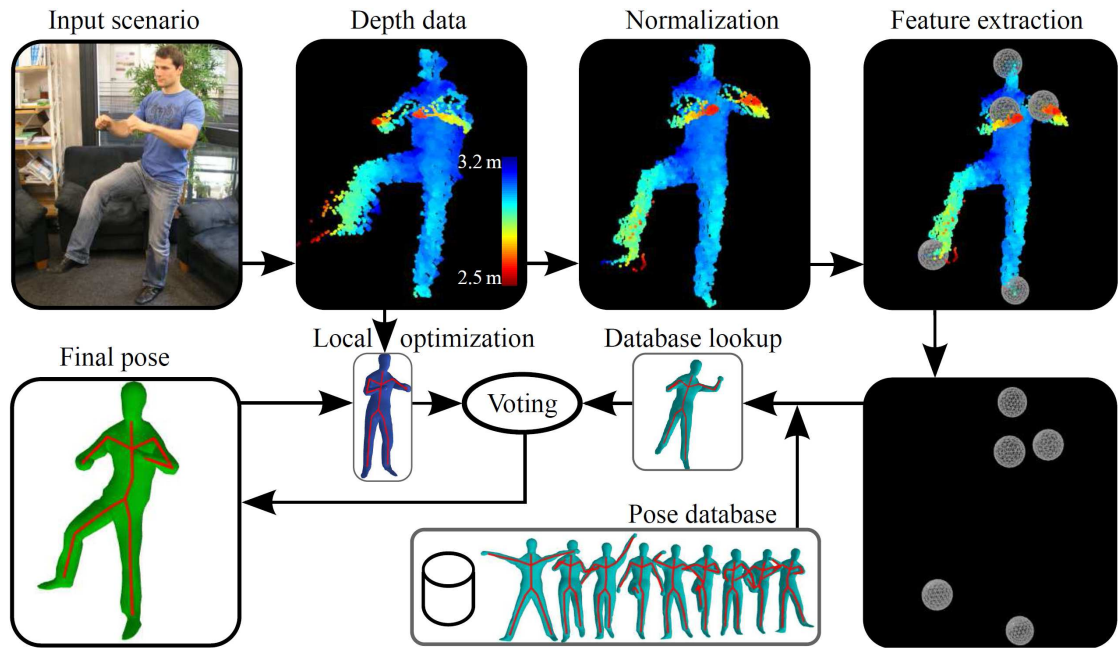 Input scenario
Depth data
Normalization
Feature extraction
3.2 m
2.5 m
Local optimization
Database lookup
Final pose
Voting
Pose database